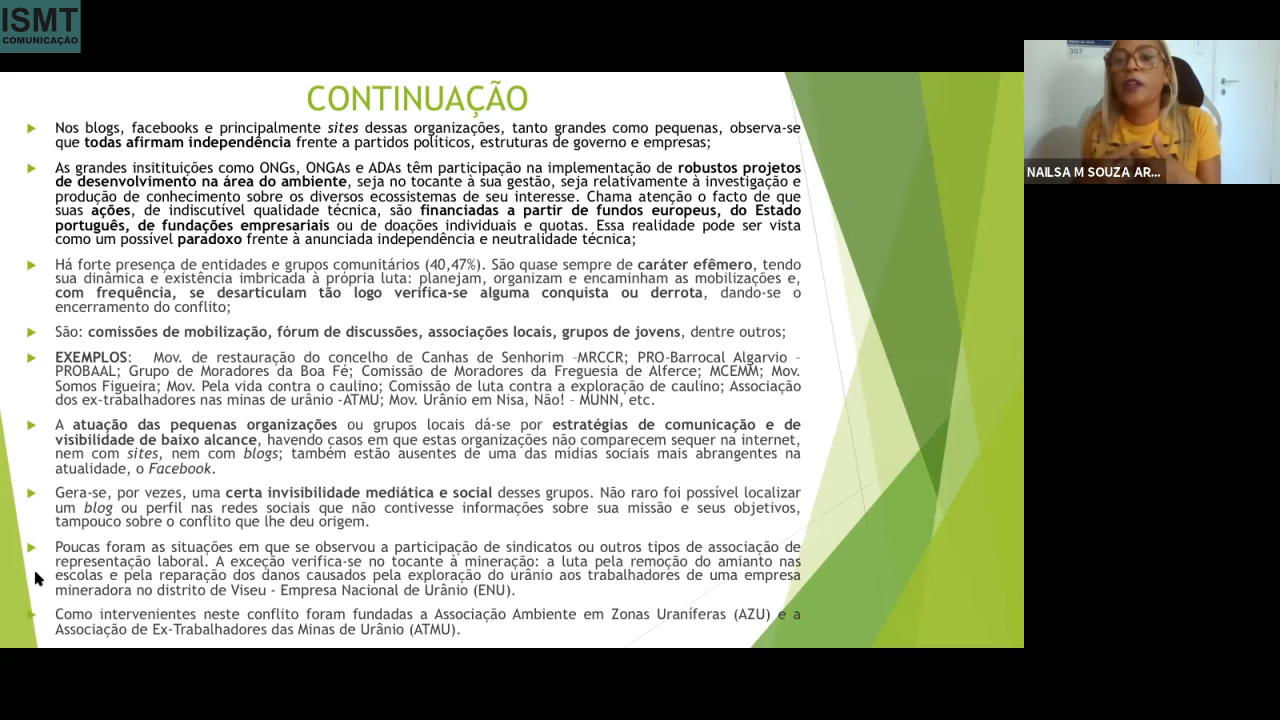 ISMT
COMUNICAÇÃO
CONTINUAÇÃO
Nos blogs, facebooks e principalmente sites dessas organizações, tanto grandes como pequenas, observa-se
que todas afirmam independência frente a partidos políticos, estruturas de governo e empresas;
As grandes insitituições como ONGs, ONGAs e ADAs têm participação na implementação de robustos projetos
de desenvolvimento na área do ambiente, seja no tocante à sua gestão, seja relativamente à investigação e
produção de conhecimento sobre os diversos ecossistemas de seu interesse. Chama atenção o facto de que
suas ações, de indiscutível qualidade técnica, são financiadas a partir de fundos europeus, do Estado
português, de fundações empresariais ou de doações individuais e quotas. Essa realidade pode ser vista
como um possível paradoxo frente à anunciada independência e neutralidade técnica;
Há forte presença de entidades e grupos comunitários (40,47%). São quase sempre de caráter efêmero, tendo
sua dinâmica e existência imbricada à própria luta: planejam, organizam e encaminham as mobilizações e,
com frequência, se desarticulam tão logo verifica-se alguma conquista ou derrota, dando-se o
encerramento do conflito;
São: comissões de mobilização, fórum de discussões, associações locais, grupos de jovens, dentre outros;
EXEMPLOS: Mov. de restauração do concelho de Canhas de Senhorim -MRCCR; PRO-Barrocal Algarvio -
PROBAAL; Grupo de Moradores da Boa Fé; Comissão de Moradores da Freguesia de Alferce; MCEMM; Mov.
Somos Figueira; Mov. Pela vida contra o caulino; Comissão de luta contra a exploração de caulino; Associação
dos ex-trabalhadores nas minas de urânio -ATMU; Mov. Urânio em Nisa, Não! - MUNN, etc.
A atuação das pequenas organizações ou grupos locais dá-se por estratégias de comunicação e de
visibilidade de baixo alcance, havendo casos em que estas organizações não comparecem sequer na internet,
nem com sites, nem com blogs; também estão ausentes de uma das mídias sociais mais abrangentes na
atualidade, o Facebook.
Gera-se, por vezes, uma certa invisibilidade mediática e social desses grupos. Não raro foi possível localizar
um blog ou perfil nas redes sociais que não contivesse informações sobre sua missão e seus objetivos,
tampouco sobre o conflito que lhe deu origem.
Poucas foram as situações em que se observou a participação de sindicatos ou outros tipos de associação de
representação laboral. A exceção verifica-se no tocante à mineração: a luta pela remoção do amianto nas
escolas e pela reparação dos danos causados pela exploração do urânio aos trabalhadores de uma empresa
mineradora no distrito de Viseu - Empresa Nacional de Urânio (ENU).
Como intervenientes neste conflito foram fundadas a Associação Ambiente em Zonas Uraníferas (AZU) e a
Associação de Ex-Trabalhadores das Minas de Urânio (ATMU).
307
NAILSA M SOUZA AR...